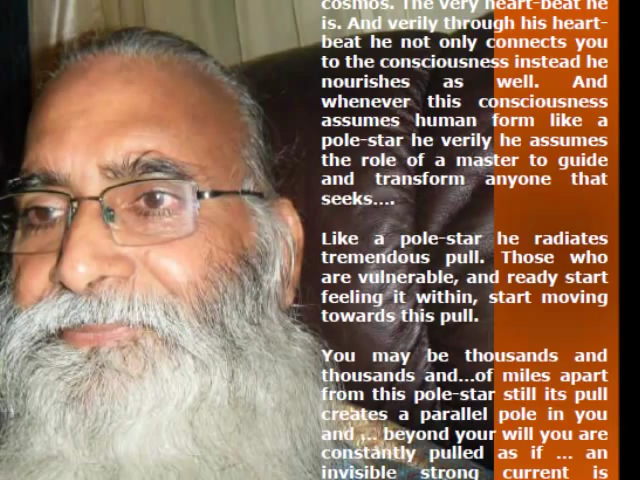 cosmos. The very heart-beat he
is. And verily through his heart-
beat he not only connects you
to the consciousness instead he
nourishes as well. And
whenever this consciousness
assumes human form like a
pole-star he verily he assumes
the role of a master to guide
and transform anyone that
seeks....
Like a pole-star he radiates
tremendous pull. Those who
are vulnerable, and ready start
feeling it within, start moving
towards this pull.
You may be thousands and
thousands and...of miles apart
from this pole-star still its pull
creates a parallel pole in you
and ... beyond your will you are
constantly pulled as if ... an
invisible strong current is